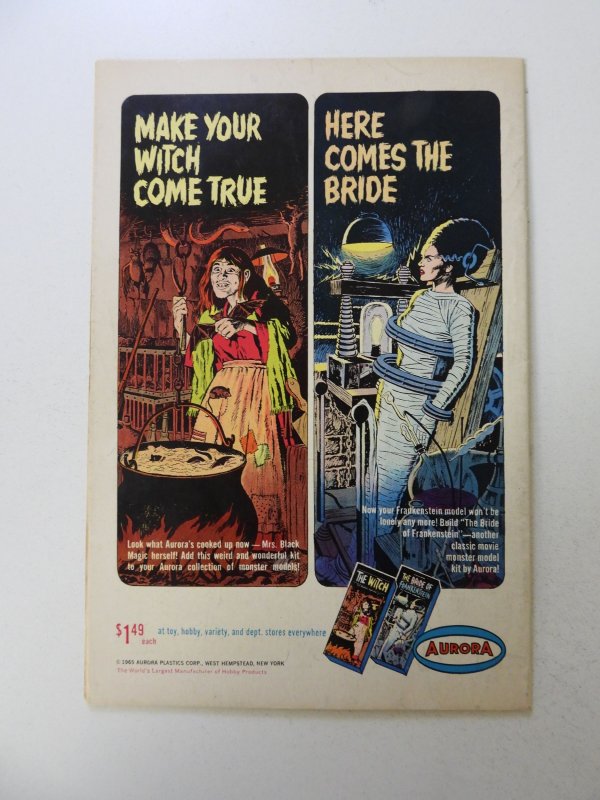 MAKE YOUR
WITCH
COME TRUE
Look what Aurora's cooked up now — Mrs. Black
Magic herself! Add this weird and wonderful kit
to your Aurora collection of monster models!
HERE
COMES THE
BRIDE
Now your Frankenstein model won't be
lonely any more! Build "The Bride
of Frankenstein"—another
classic movie
monster model
kit by Aurora!
$1 49
each
at toy, hobby, variety, and dept. stores everywhere
THE WITCH
THE BRIDE OF
FRANKENSTEIN
AURORA
© 1965 AURORA PLASTICS CORP., WEST HEMPSTEAD, NEW YORK
The World's Largest Manufacturer of Hobby Products